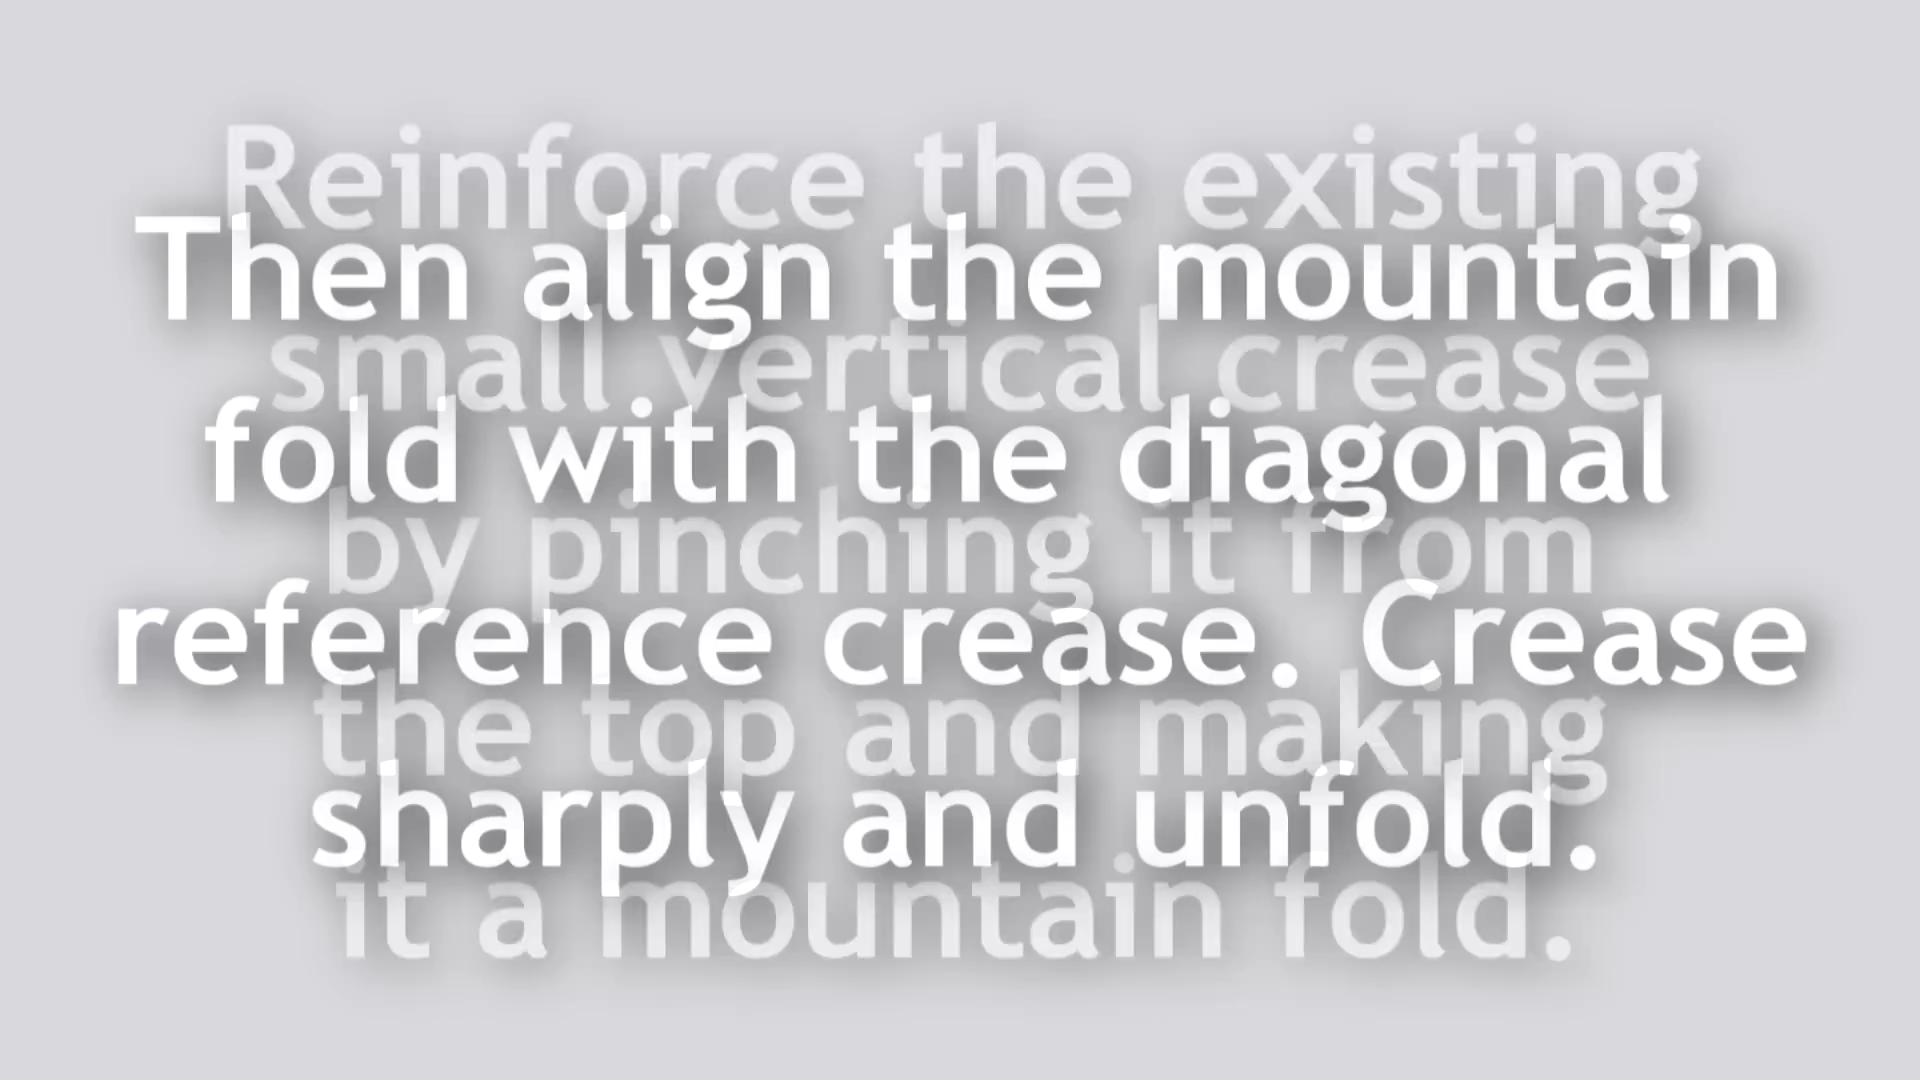 Reinforce the existing
small vertical crease
by pinching it from
the top and making
it a mountain fold.
Then align the mountain
fold with the diagonal
reference crease. Crease
sharply and unfold.